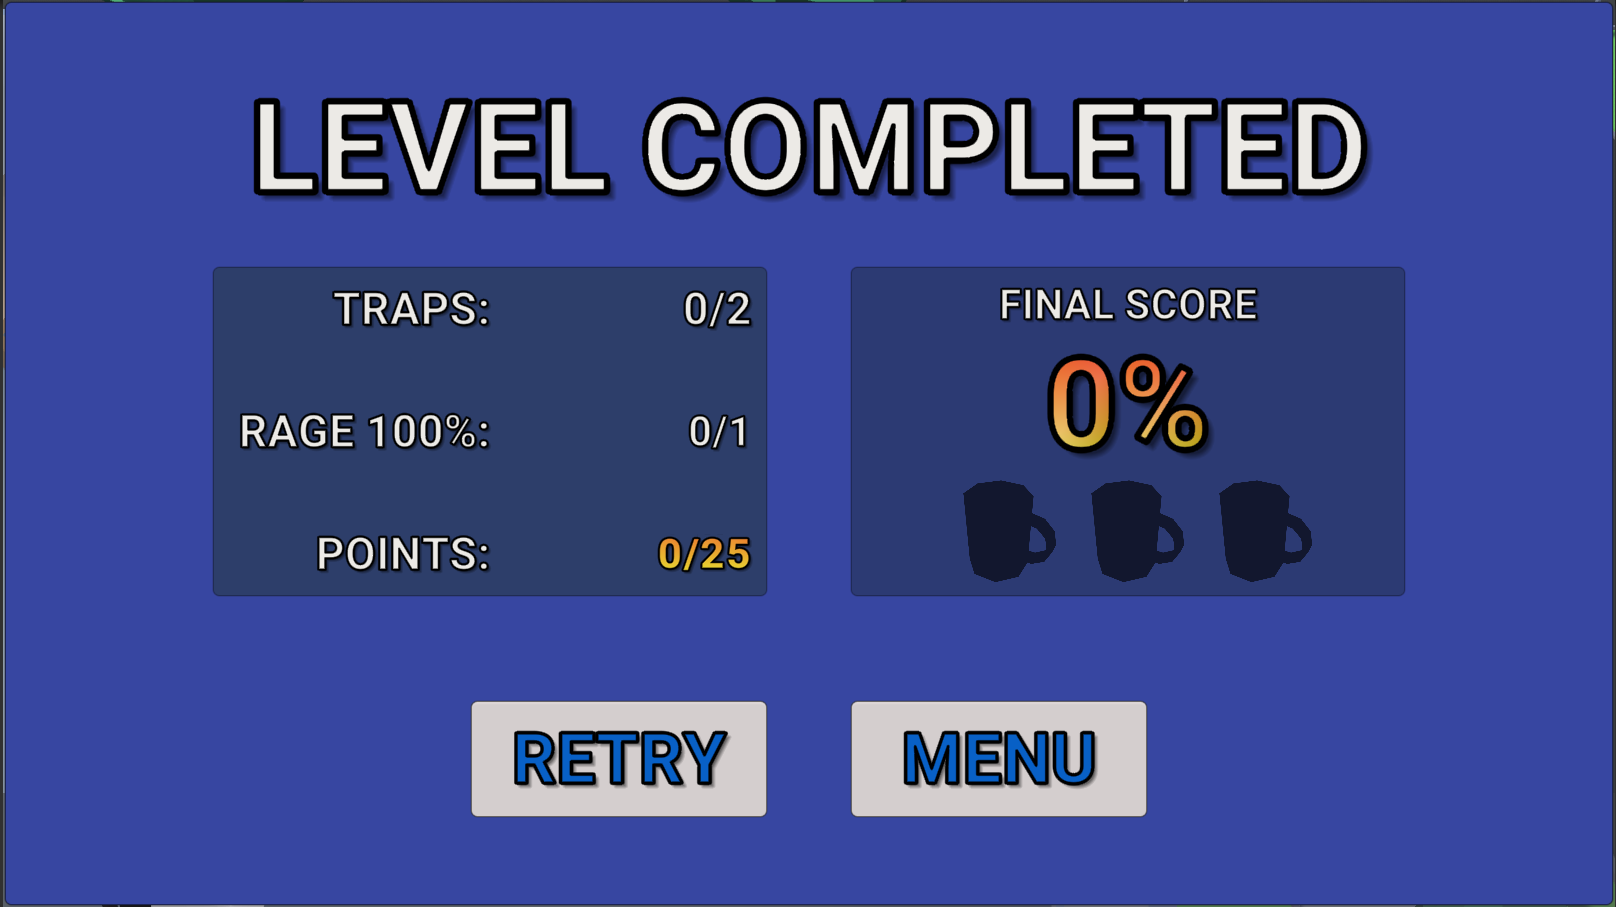 LEVEL COMPLETED
TRAPS: 0/2
RAGE 100%: 0/1
POINTS: 0/25
FINAL SCORE
0%
RETRY
MENU